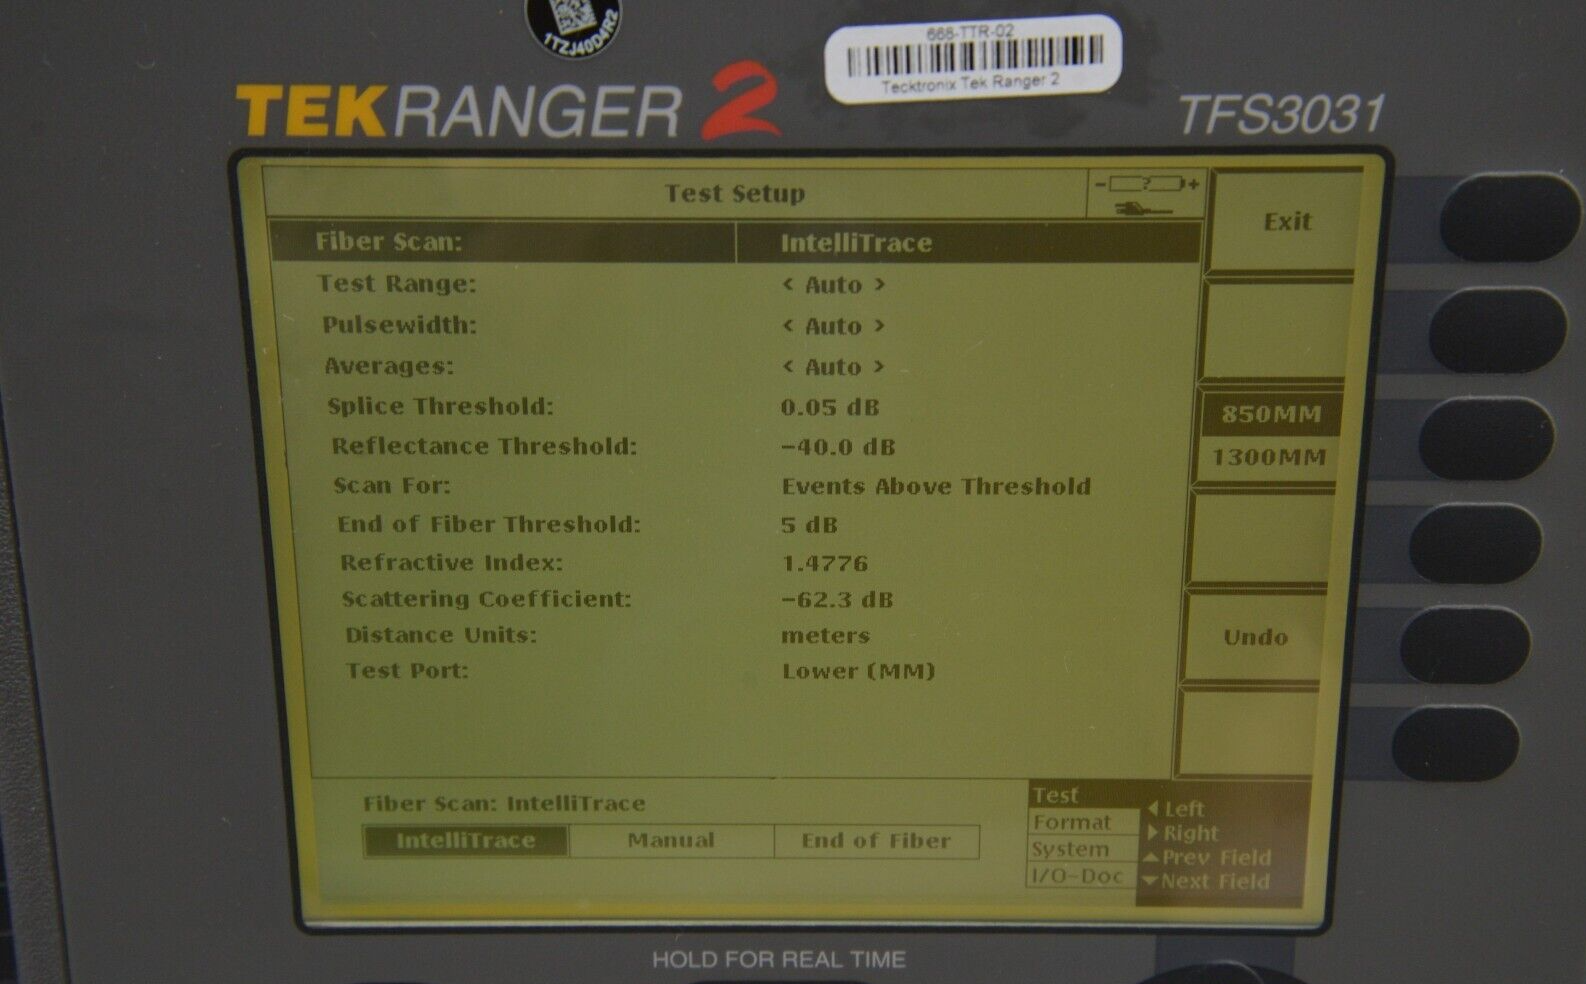 1TZJ40D4R2
668-TTR-02
Tecktronix Tek Ranger 2
TEKRANGER 2
TFS3031
Test Setup
- ? +
Exit
Fiber Scan: IntelliTrace
Test Range: < Auto >
Pulsewidth: < Auto >
Averages: < Auto >
Splice Threshold: 0.05 dB
850MM
Reflectance Threshold: -40.0 dB
1300MM
Scan For: Events Above Threshold
End of Fiber Threshold: 5 dB
Refractive Index: 1.4776
Scattering Coefficient: -62.3 dB
Distance Units: meters
Undo
Test Port: Lower (MM)
Fiber Scan: IntelliTrace
IntelliTrace Manual End of Fiber
Test
Format
System
I/O-Doc
Left
Right
Prev Field
Next Field
HOLD FOR REAL TIME